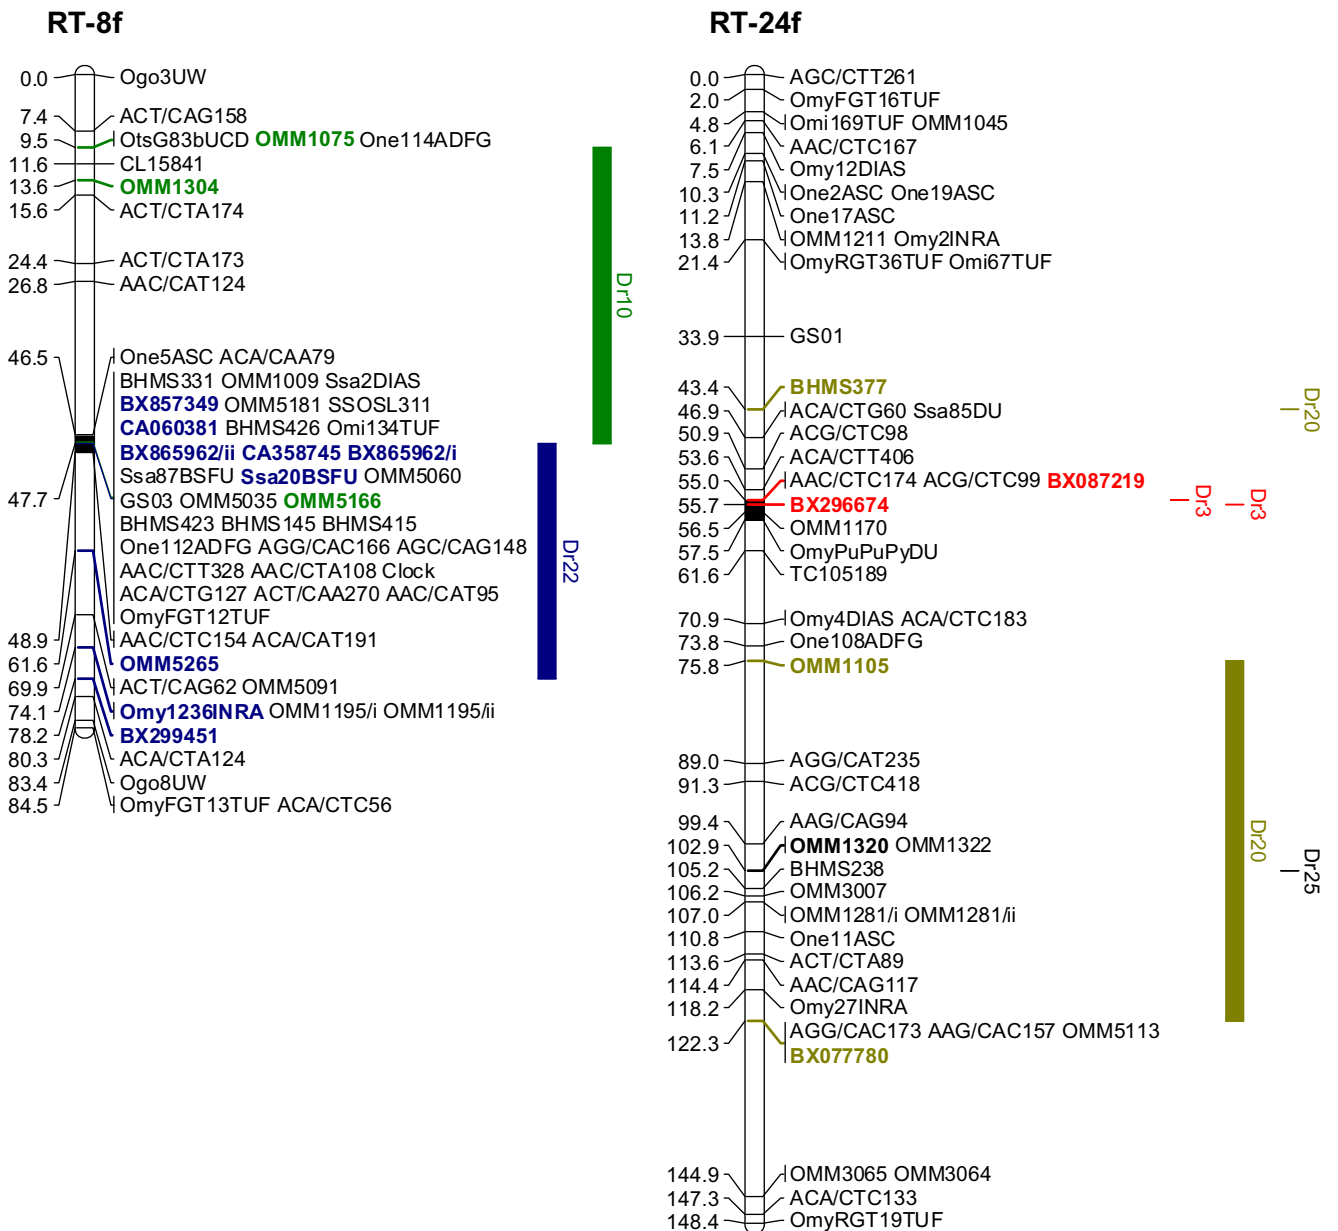 RT-8f
0.0 Ogo3UW
7.4 ACT/CAG158
9.5 OtsG83bUCD OMM1075 One114ADFG
11.6 CL15841
13.6 OMM1304
15.6 ACT/CTA174
24.4 ACT/CTA173
26.8 AAC/CAT124
46.5 One5ASC ACA/CAA79
BHMS331 OMM1009 Ssa2DIAS
BX857349 OMM5181 SSOSL311
CA060381 BHMS426 Omi134TUF
BX865962/ii CA358745 BX865962/i
Ssa87BSFU Ssa20BSFU OMM5060
47.7 GS03 OMM5035 OMM5166
BHMS423 BHMS145 BHMS415
One112ADFG AGG/CAC166 AGC/CAG148
AAC/CTT328 AAC/CTA108 Clock
ACA/CTG127 ACT/CAA270 AAC/CAT95
OmyFGT12TUF
48.9 AAC/CTC154 ACA/CAT191
61.6 OMM5265
69.9 ACT/CAG62 OMM5091
74.1 Omy1236INRA OMM1195/i OMM1195/ii
78.2 BX299451
80.3 ACA/CTA124
83.4 Ogo8UW
84.5 OmyFGT13TUF ACA/CTC56
Dr10
Dr22
RT-24f
0.0 AGC/CTT261
2.0 OmyFGT16TUF
4.8 Omi169TUF OMM1045
6.1 AAC/CTC167
7.5 Omy12DIAS
10.3 One2ASC One19ASC
11.2 One17ASC
13.8 OMM1211 Omy2INRA
21.4 OmyRGT36TUF Omi67TUF
33.9 GS01
43.4 BHMS377
46.9 ACA/CTG60 Ssa85DU
50.9 ACG/CTC98
53.6 ACA/CTT406
55.0 AAC/CTC174 ACG/CTC99 BX087219
55.7 BX296674
56.5 OMM1170
57.5 OmyPuPuPyDU
61.6 TC105189
70.9 Omy4DIAS ACA/CTC183
73.8 One108ADFG
75.8 OMM1105
89.0 AGG/CAT235
91.3 ACG/CTC418
99.4 AAG/CAG94
102.9 OMM1320 OMM1322
105.2 BHMS238
106.2 OMM3007
107.0 OMM1281/i OMM1281/ii
110.8 One11ASC
113.6 ACT/CTA89
114.4 AAC/CAG117
118.2 Omy27INRA
122.3 AGG/CAC173 AAG/CAC157 OMM5113
BX077780
144.9 OMM3065 OMM3064
147.3 ACA/CTC133
148.4 OmyRGT19TUF
Dr20
Dr3
Dr3
Dr20
Dr25